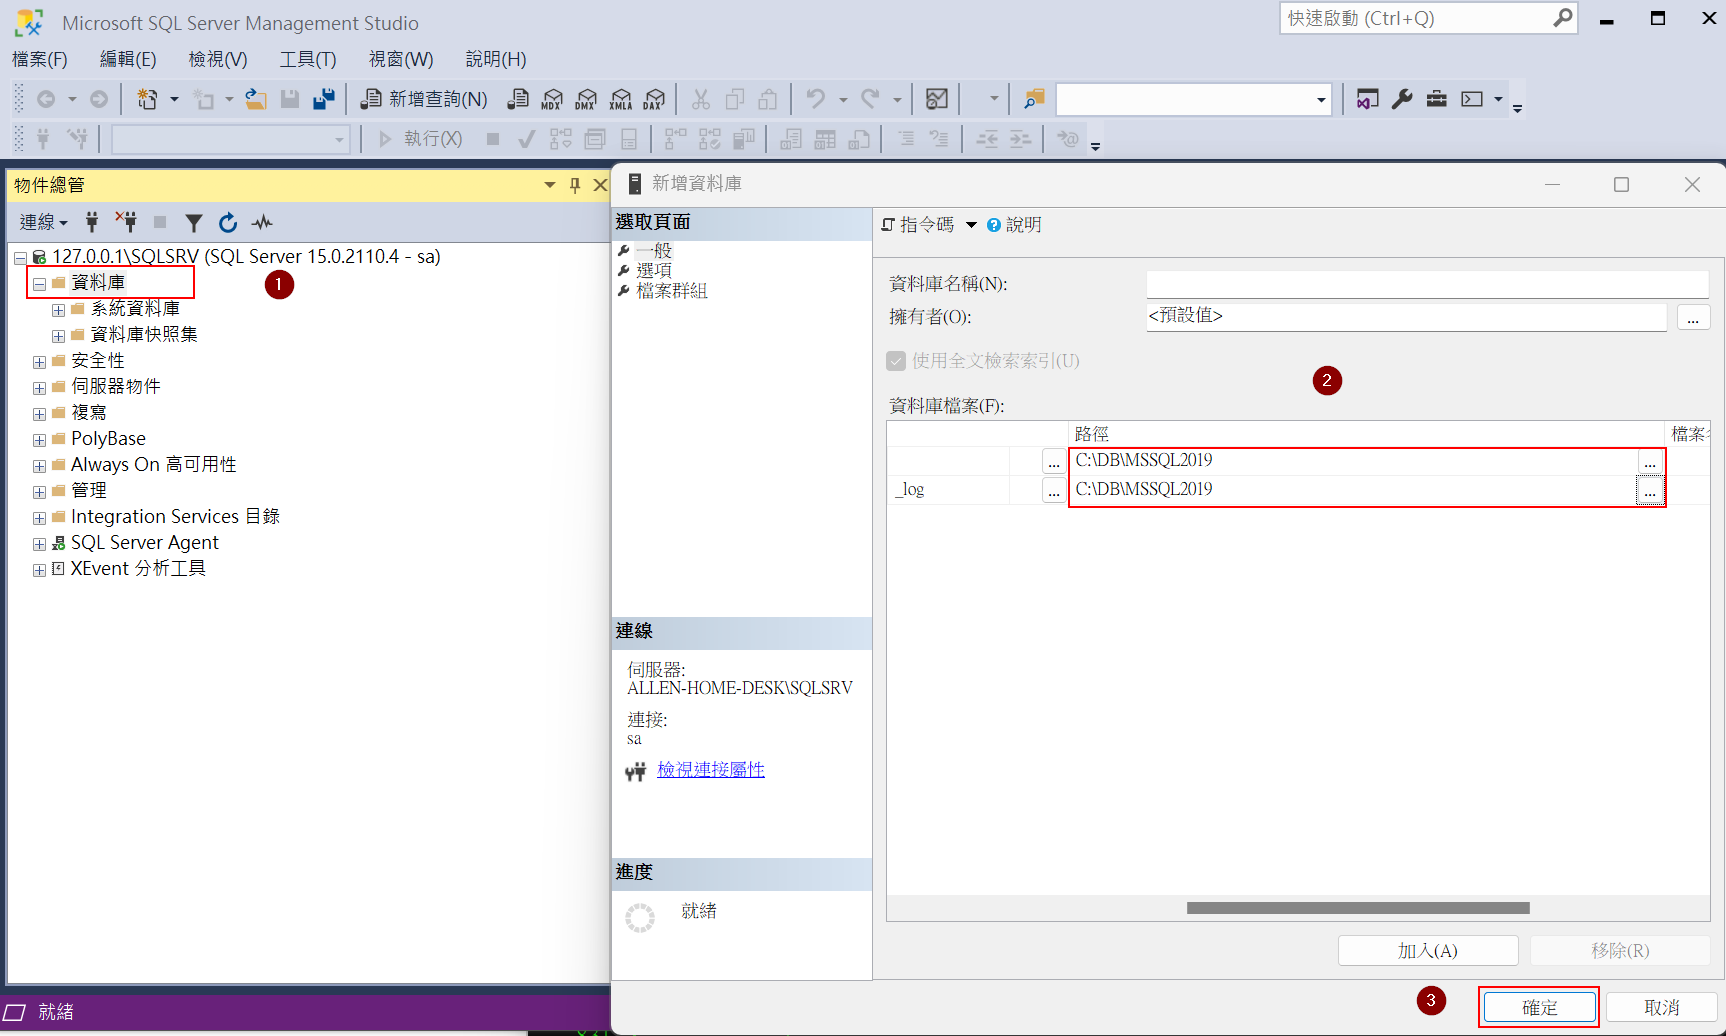 Microsoft SQL Server Management Studio
快速啟動 (Ctrl+Q)
檔案(F) 編輯(E) 檢視(V) 工具(T) 視窗(W) 說明(H)
新增查詢(N)
MDX DMX XMLA DAX
執行(X)
物件總管
連線
127.0.0.1\SQLSRV (SQL Server 15.0.2110.4 - sa)
資料庫
1
系統資料庫
資料庫快照集
安全性
伺服器物件
複寫
PolyBase
Always On 高可用性
管理
Integration Services 目錄
SQL Server Agent
XEvent 分析工具
就緒
新增資料庫
選取頁面
一般
選項
檔案群組
連線
伺服器:
ALLEN-HOME-DESK\SQLSRV
連接:
sa
檢視連接屬性
進度
就緒
指令碼 說明
資料庫名稱(N):
擁有者(O): <預設值> ...
使用全文檢索索引(U)
2
資料庫檔案(F):
路徑 檔案
... C:\DB\MSSQL2019 ...
_log ... C:\DB\MSSQL2019 ...
加入(A) 移除(R)
3
確定 取消